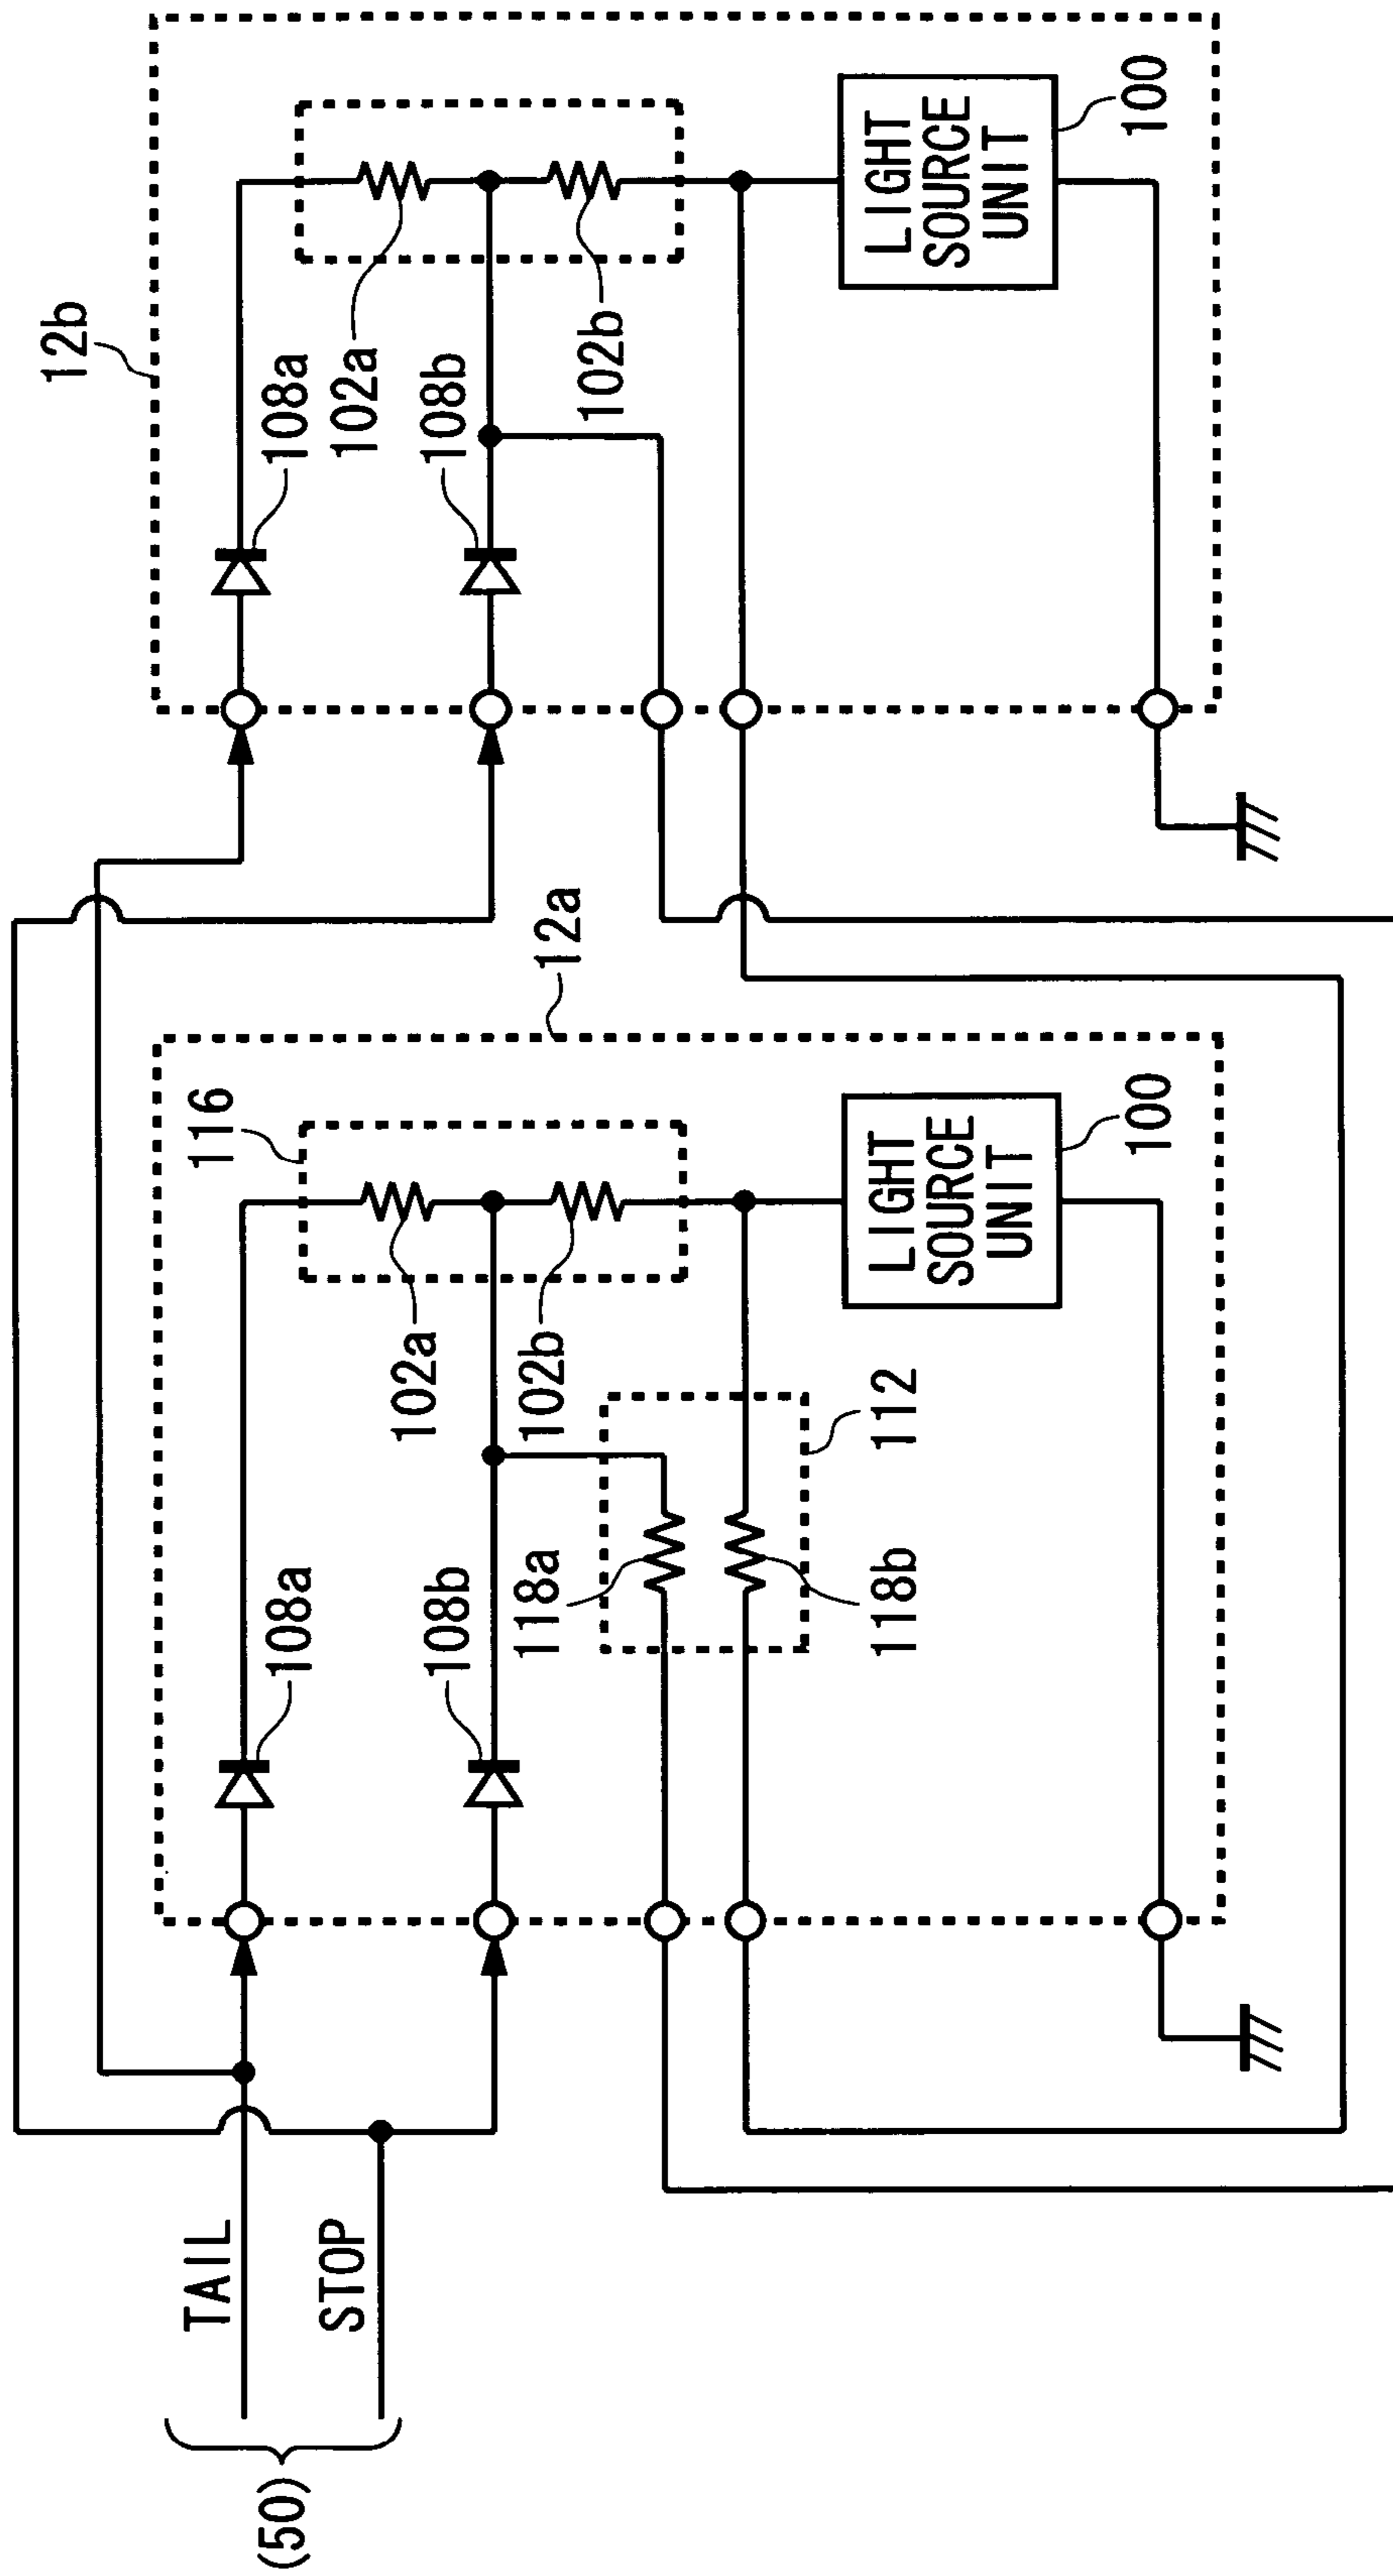 (50)
TAIL
STOP
108a
108b
102a
102b
116
118a
118b
112
LIGHT
SOURCE
UNIT
100
12a
12b
108a
102a
108b
102b
LIGHT
SOURCE
UNIT
100